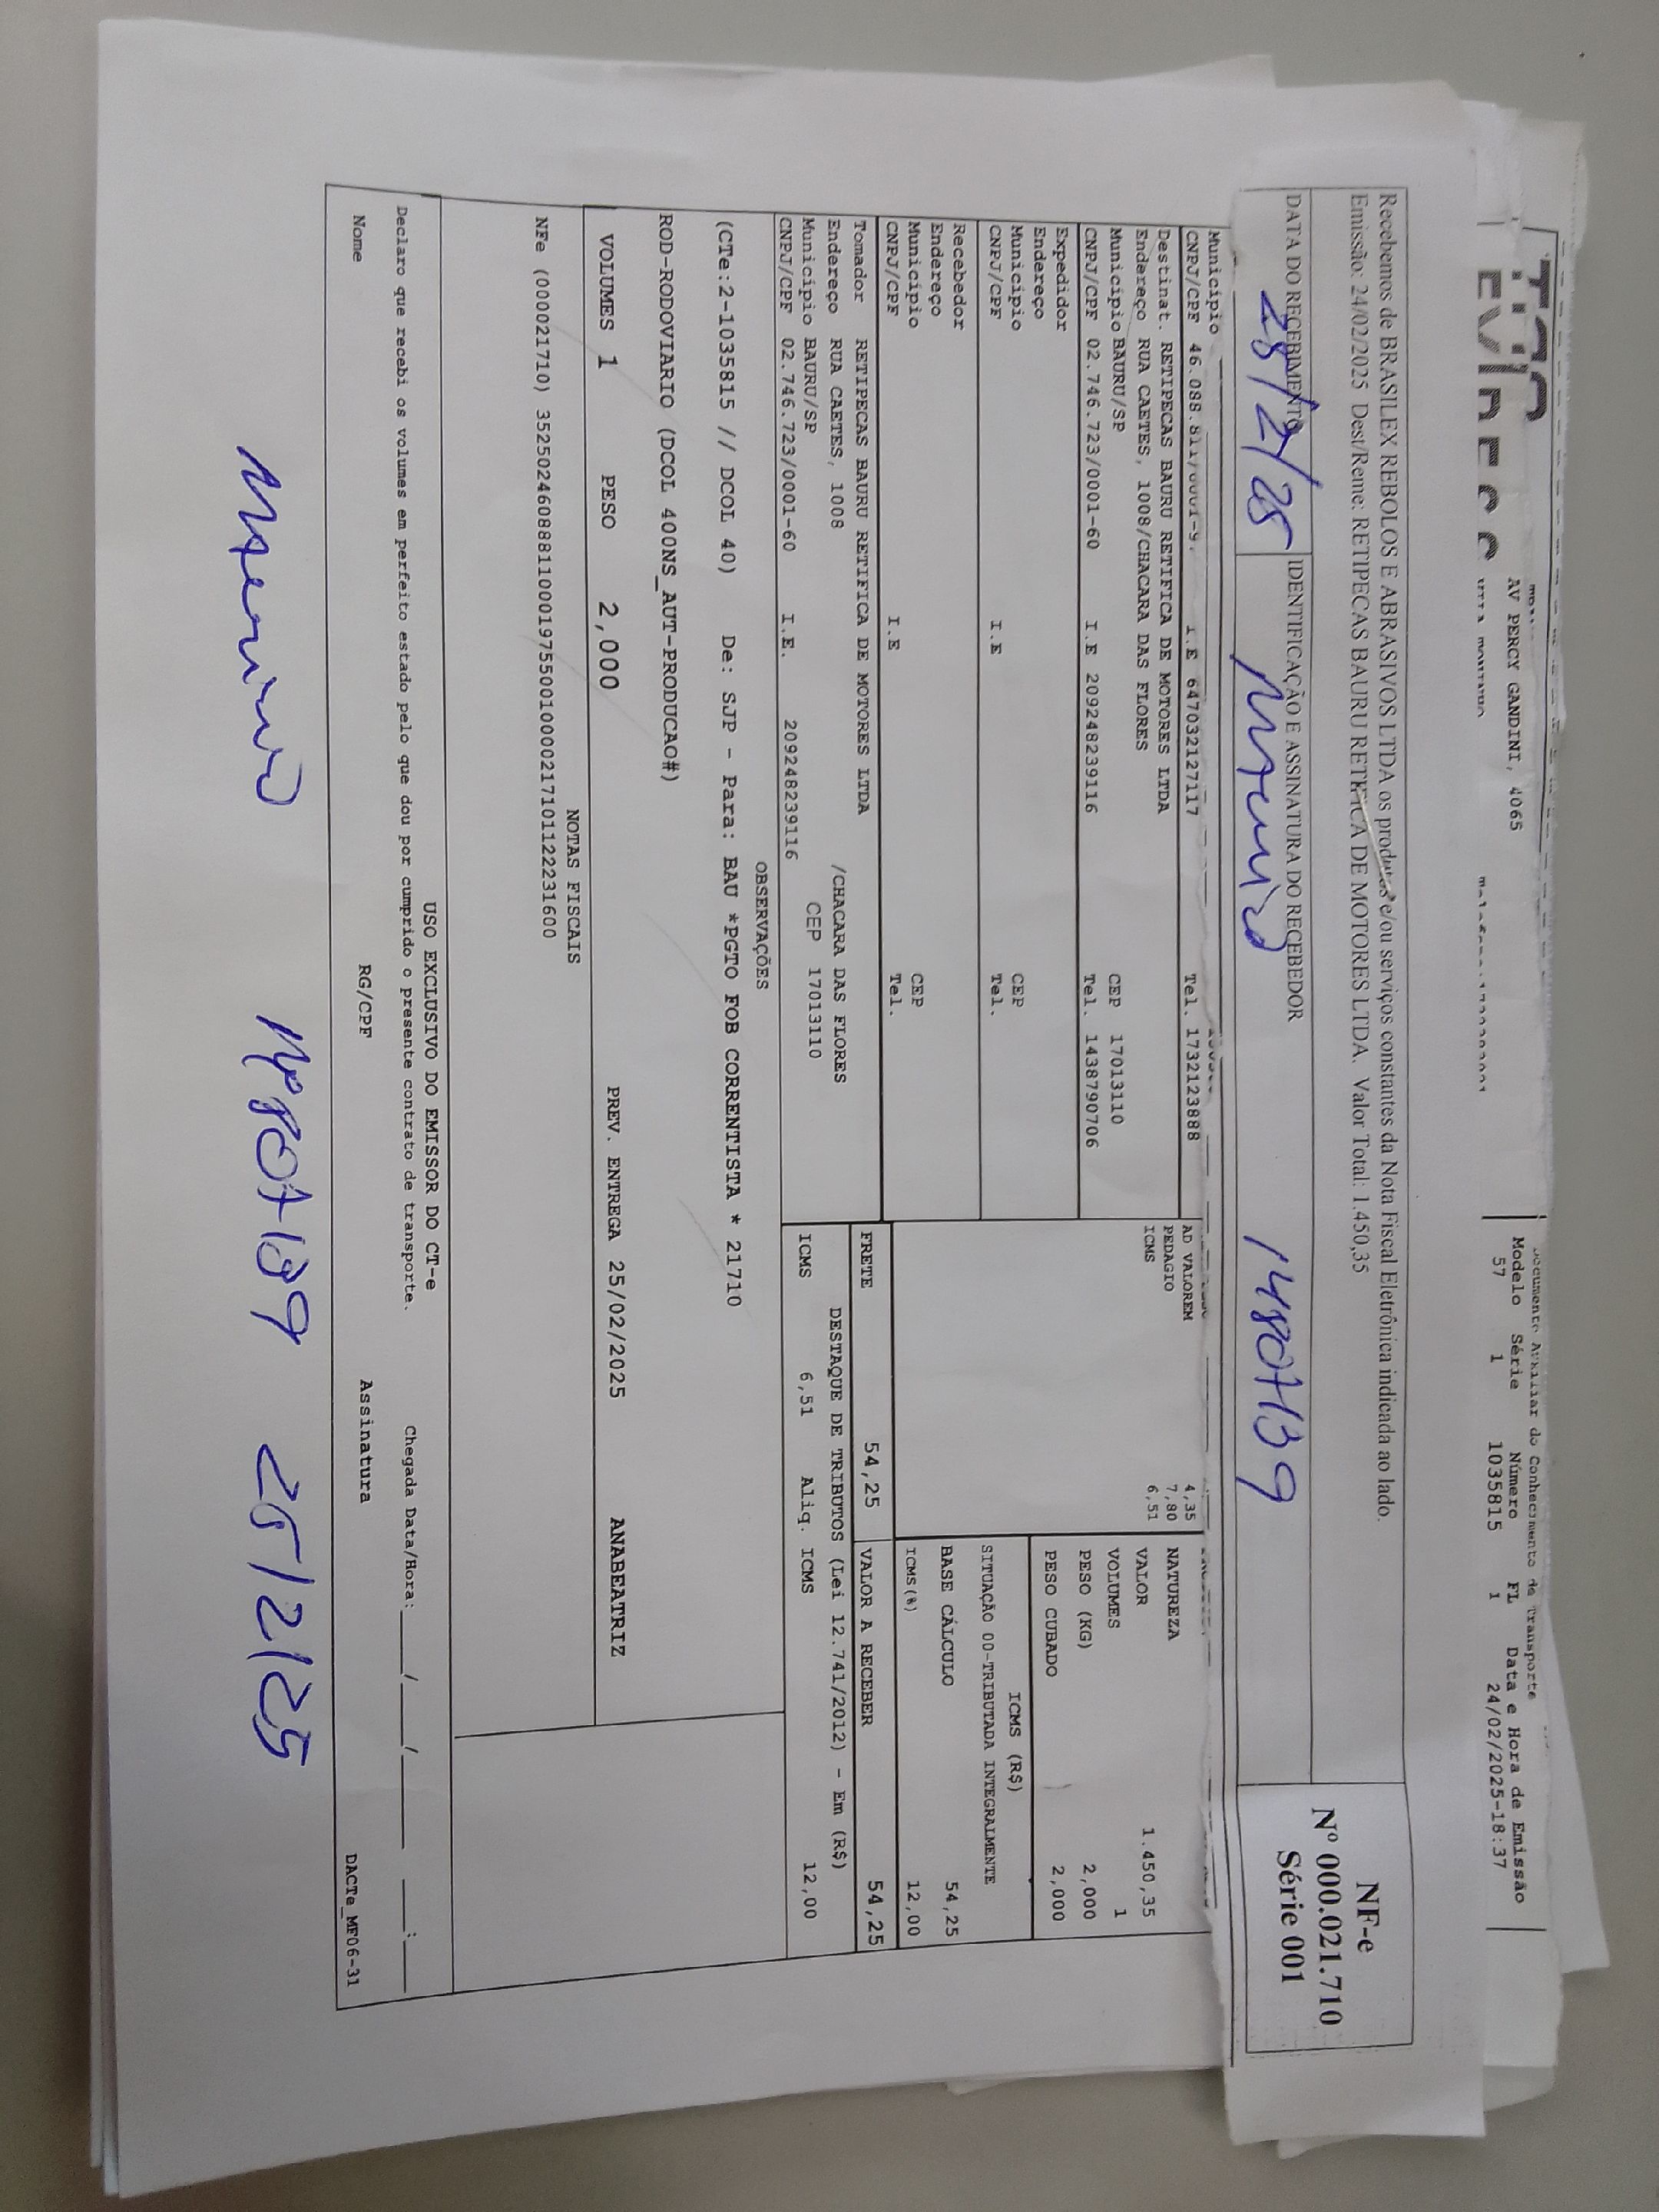 AV PERCY GANDINI, 4065
Modelo Série Número FL Data e Hora de Emissão
57 1 1035815 1 24/02/2025-18:37
Recebemos de BRASILEX REBOLOS E ABRASIVOS LTDA os produtos e/ou serviços constantes da Nota Fiscal Eletrônica indicada ao lado.
Emissão: 24/02/2025 Dest/Reme: RETIPECAS BAURU RETIFICA DE MOTORES LTDA. Valor Total: 1.450,35
NF-e
Nº 000.021.710
Série 001
DATA DO RECEBIMENTO IDENTIFICAÇÃO E ASSINATURA DO RECEBEDOR
25/2/25
Município
CNPJ/CPF 46.088.811/0001-9 I.E 647032127117 Tel. 1732123888
Destinat. RETIPECAS BAURU RETIFICA DE MOTORES LTDA
Endereço RUA CAETES, 1008/CHACARA DAS FLORES
Município BAURU/SP CEP 17013110
CNPJ/CPF 02.746.723/0001-60 I.E 209248239116 Tel. 1438790706
Expedidor
Endereço
Município CEP
CNPJ/CPF I.E Tel.
Recebedor
Endereço
Município CEP
CNPJ/CPF I.E Tel.
Tomador RETIPECAS BAURU RETIFICA DE MOTORES LTDA
Endereço RUA CAETES, 1008 /CHACARA DAS FLORES
Município BAURU/SP CEP 17013110
CNPJ/CPF 02.746.723/0001-60 I.E. 209248239116
AD VALOREM 4,35
PEDAGIO 7,80
ICMS 6,51
NATUREZA
VALOR 1.450,35
VOLUMES 1
PESO (KG) 2,000
PESO CUBADO 2,000
ICMS (R$)
SITUAÇÃO 00-TRIBUTADA INTEGRALMENTE
BASE CÁLCULO 54,25
ICMS(%) 12,00
FRETE 54,25 VALOR A RECEBER 54,25
DESTAQUE DE TRIBUTOS (Lei 12.741/2012) - Em (R$)
ICMS 6,51 Aliq. ICMS 12,00
OBSERVAÇÕES
(CTe:2-1035815 // DCOL 40) De: SJP - Para: BAU *PGTO FOB CORRENTISTA * 21710
ROD-RODOVIARIO (DCOL 400NS_AUT-PRODUCAO#)
VOLUMES 1 PESO 2,000 PREV. ENTREGA 25/02/2025 ANABEATRIZ
NOTAS FISCAIS
NFe (000021710) 35250246088811000197550010000217101122231600
USO EXCLUSIVO DO EMISSOR DO CT-e
Declaro que recebi os volumes em perfeito estado pelo que dou por cumprido o presente contrato de transporte. Chegada Data/Hora:____/____/______ ___:___
Nome RG/CPF Assinatura DACTe_MF06-31
25/2/25